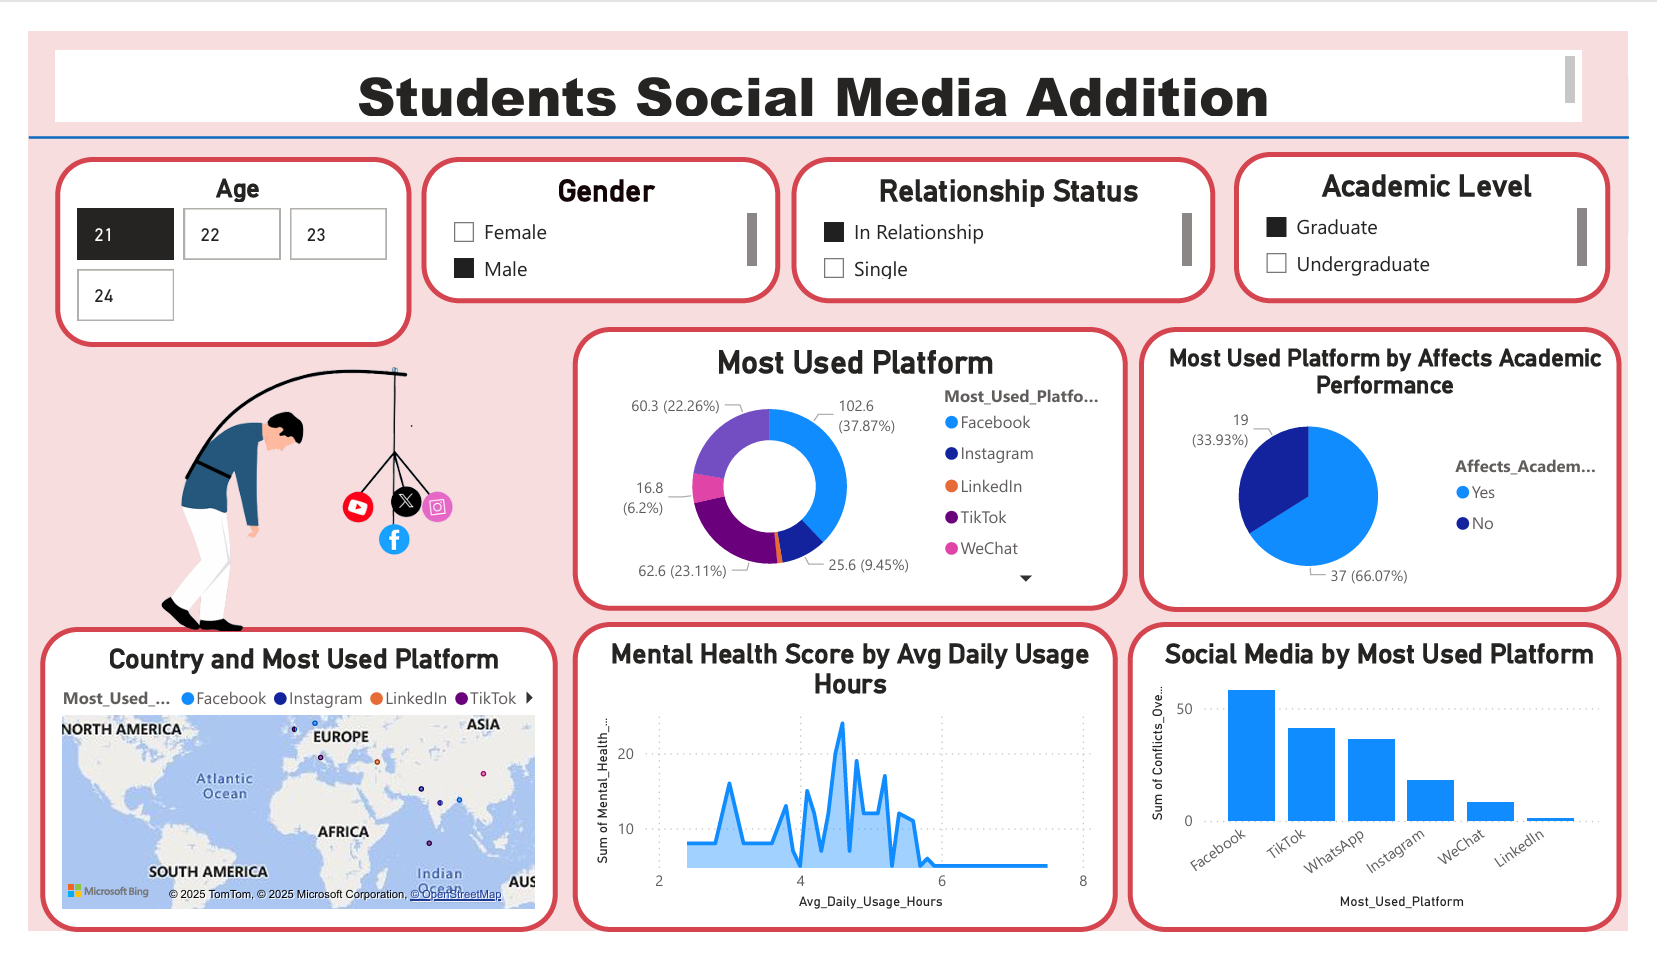 Students Social Media Addition
Age
21
22
23
24
Gender
Female
Male
Relationship Status
In Relationship
Single
Academic Level
Graduate
Undergraduate
Most Used Platform
60.3 (22.26%)
102.6
(37.87%)
16.8
(6.2%)
62.6 (23.11%)
25.6 (9.45%)
Most_Used_Platfo...
Facebook
Instagram
LinkedIn
TikTok
WeChat
Most Used Platform by Affects Academic
Performance
19
(33.93%)
37 (66.07%)
Affects_Academ...
Yes
No
Country and Most Used Platform
Most_Used_... Facebook Instagram LinkedIn TikTok
NORTH AMERICA
ASIA
EUROPE
Atlantic
Ocean
AFRICA
SOUTH AMERICA
Indian
Ocean
AUS
Microsoft Bing
© 2025 TomTom, © 2025 Microsoft Corporation, © OpenStreetMap
Mental Health Score by Avg Daily Usage
Hours
Sum of Mental_Health_...
20
10
2
4
6
8
Avg_Daily_Usage_Hours
Social Media by Most Used Platform
Sum of Conflicts_Ove...
50
0
Facebook
TikTok
WhatsApp
Instagram
WeChat
LinkedIn
Most_Used_Platform